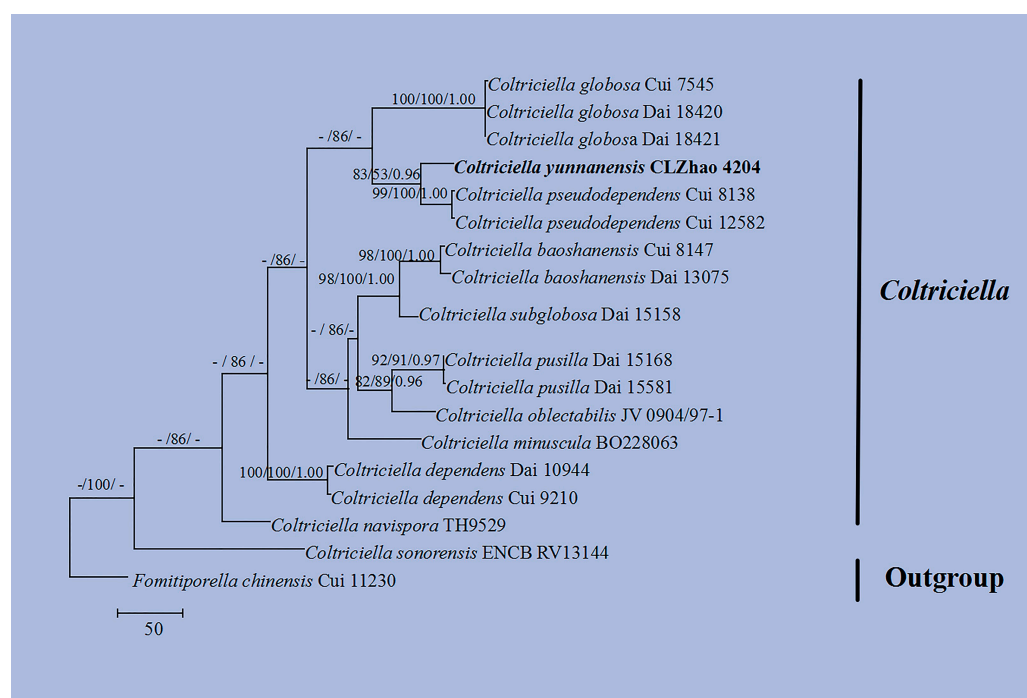 Coltriciella globosa Cui 7545
100/100/1.00
Coltriciella globosa Dai 18420
- /86/ -
Coltriciella globosa Dai 18421
Coltriciella yunnanensis CLZhao 4204
83/53/0.96
99/100/1.00
Coltriciella pseudodependens Cui 8138
Coltriciella pseudodependens Cui 12582
98/100/1.00
Coltriciella baoshanensis Cui 8147
- /86/ -
98/100/1.00
Coltriciella baoshanensis Dai 13075
Coltriciella
Coltriciella subglobosa Dai 15158
- / 86/-
92/91/0.97
Coltriciella pusilla Dai 15168
- / 86 / -
- /86/ -
82/89/0.96
Coltriciella pusilla Dai 15581
Coltriciella oblectabilis JV 0904/97-1
- /86/ -
Coltriciella minuscula BO228063
100/100/1.00
Coltriciella dependens Dai 10944
-/100/ -
Coltriciella dependens Cui 9210
Coltriciella navispora TH9529
Coltriciella sonorensis ENCB RV13144
Fomitiporella chinensis Cui 11230
Outgroup
50